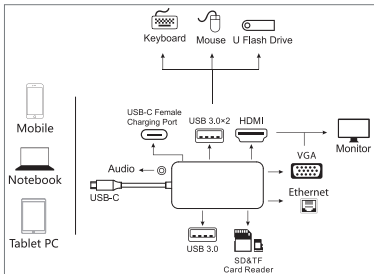 Keyboard
Mouse
U Flash Drive
Mobile
Notebook
Tablet PC
USB-C Female
Charging Port
USB 3.0×2
HDMI
Monitor
VGA
Audio
USB-C
Ethernet
USB 3.0
SD&TF
Card Reader